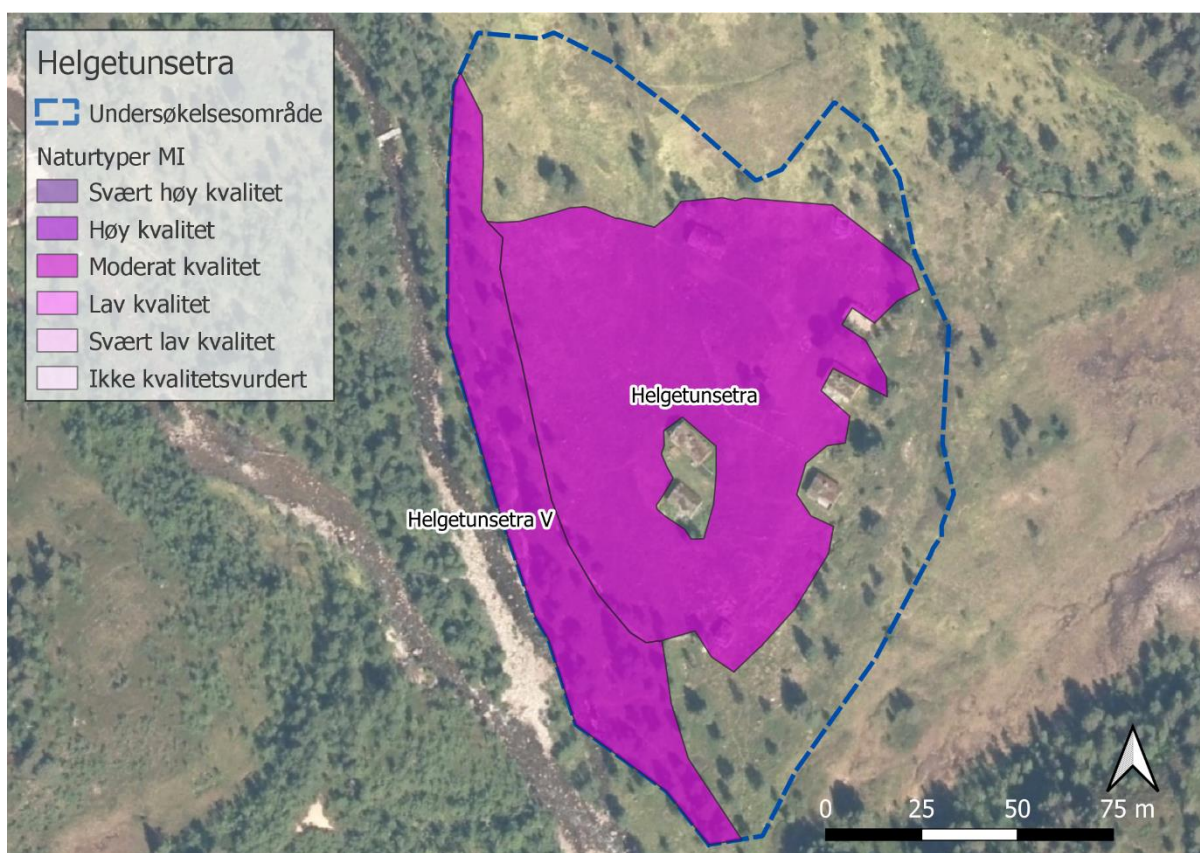 Helgetunsetra
Undersøkelsesområde
Naturtyper MI
Svært høy kvalitet
Høy kvalitet
Moderat kvalitet
Lav kvalitet
Svært lav kvalitet
Ikke kvalitetsvurdert
Helgetunsetra
Helgetunsetra V
0 25 50 75 m